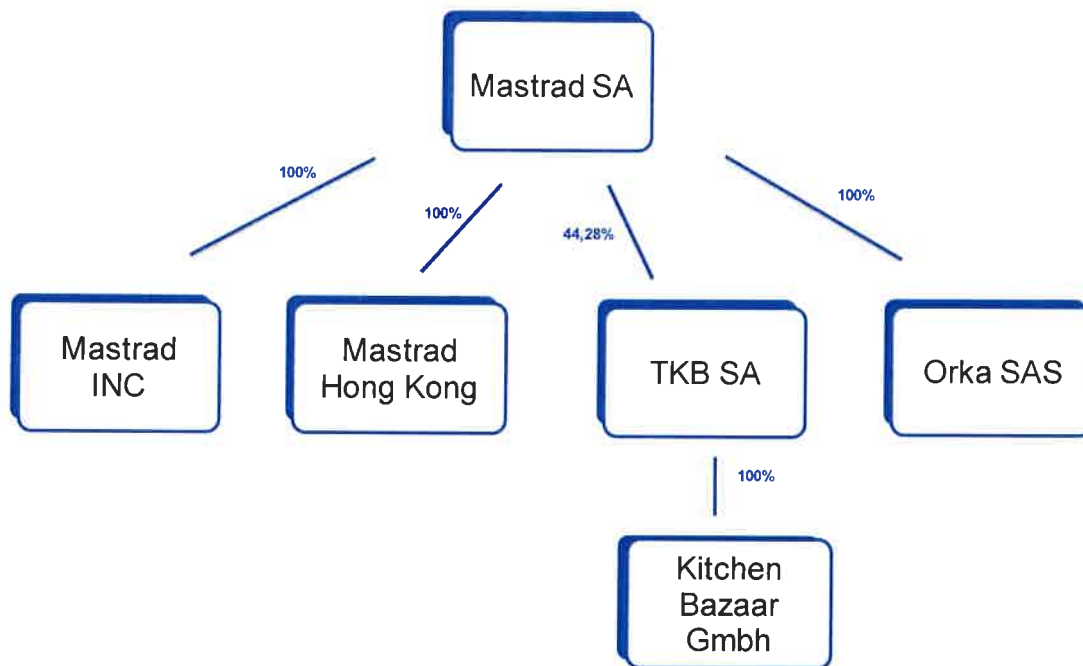 Mastrad SA
100%
100%
44,28%
100%
Mastrad
INC
Mastrad
Hong Kong
TKB SA
Orka SAS
100%
Kitchen
Bazaar
Gmbh